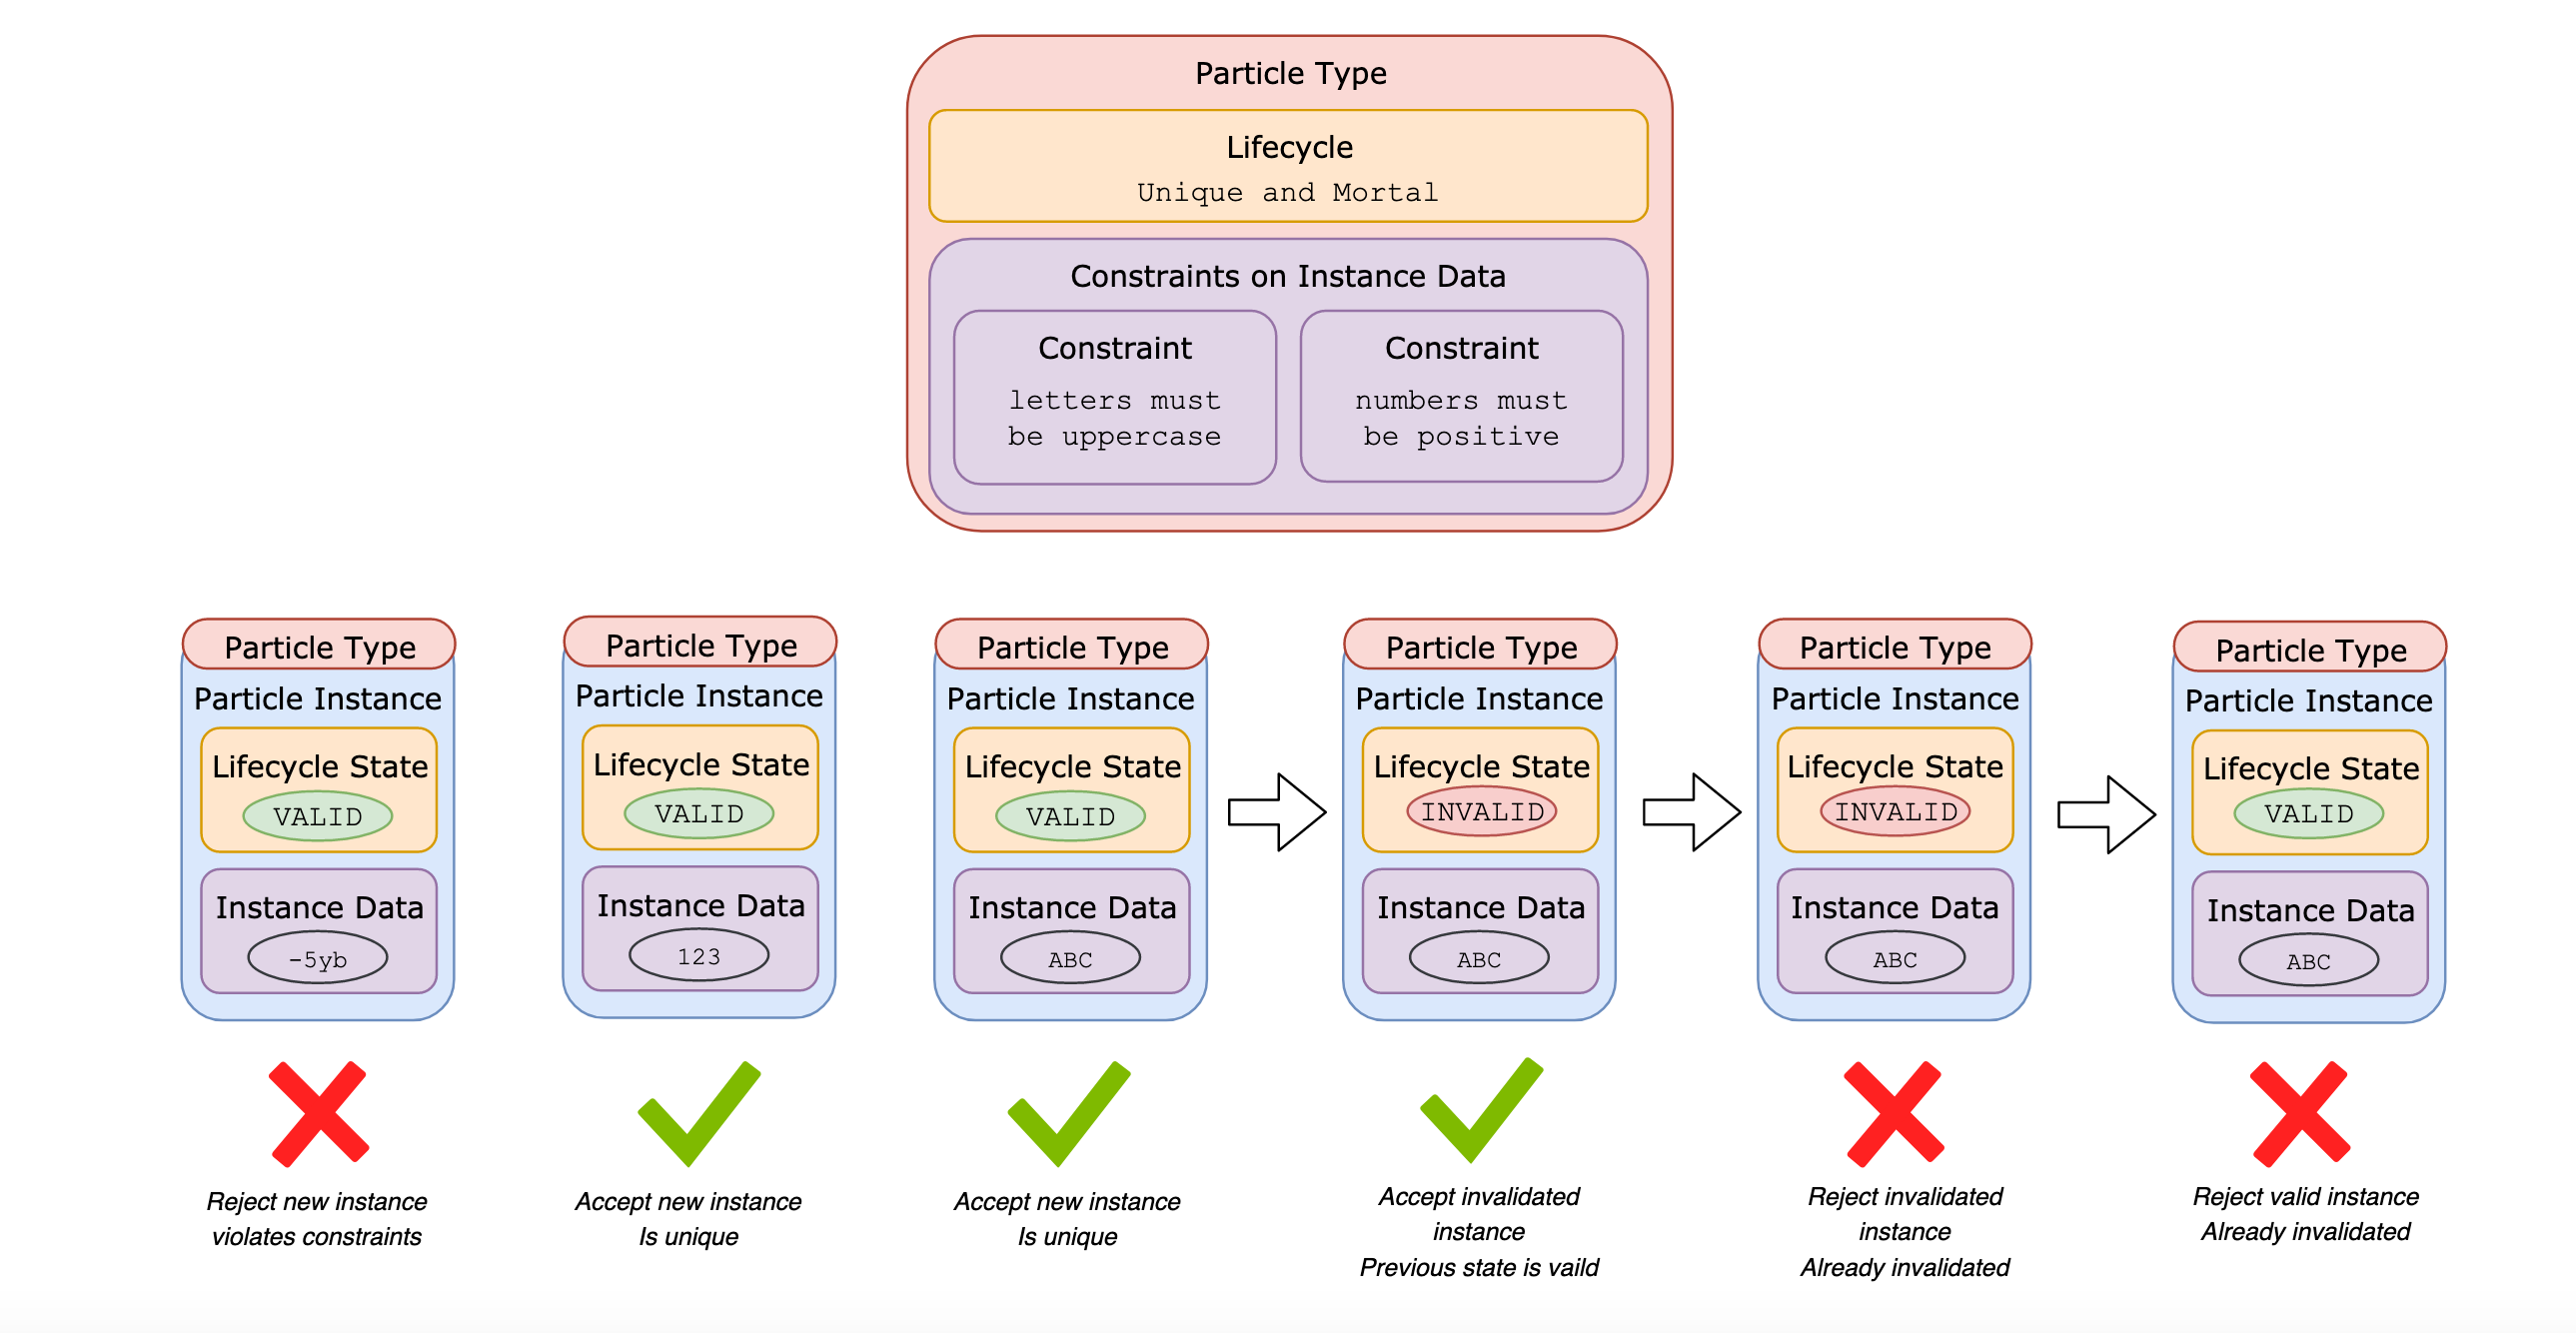 Particle Type
Lifecycle
Unique and Mortal
Constraints on Instance Data
Constraint
letters must
be uppercase
Constraint
numbers must
be positive
Particle Type
Particle Instance
Lifecycle State
VALID
Instance Data
-5yb
Reject new instance
violates constraints
Particle Type
Particle Instance
Lifecycle State
VALID
Instance Data
123
Accept new instance
Is unique
Particle Type
Particle Instance
Lifecycle State
VALID
Instance Data
ABC
Accept new instance
Is unique
Particle Type
Particle Instance
Lifecycle State
INVALID
Instance Data
ABC
Accept invalidated
instance
Previous state is vaild
Particle Type
Particle Instance
Lifecycle State
INVALID
Instance Data
ABC
Reject invalidated
instance
Already invalidated
Particle Type
Particle Instance
Lifecycle State
VALID
Instance Data
ABC
Reject valid instance
Already invalidated